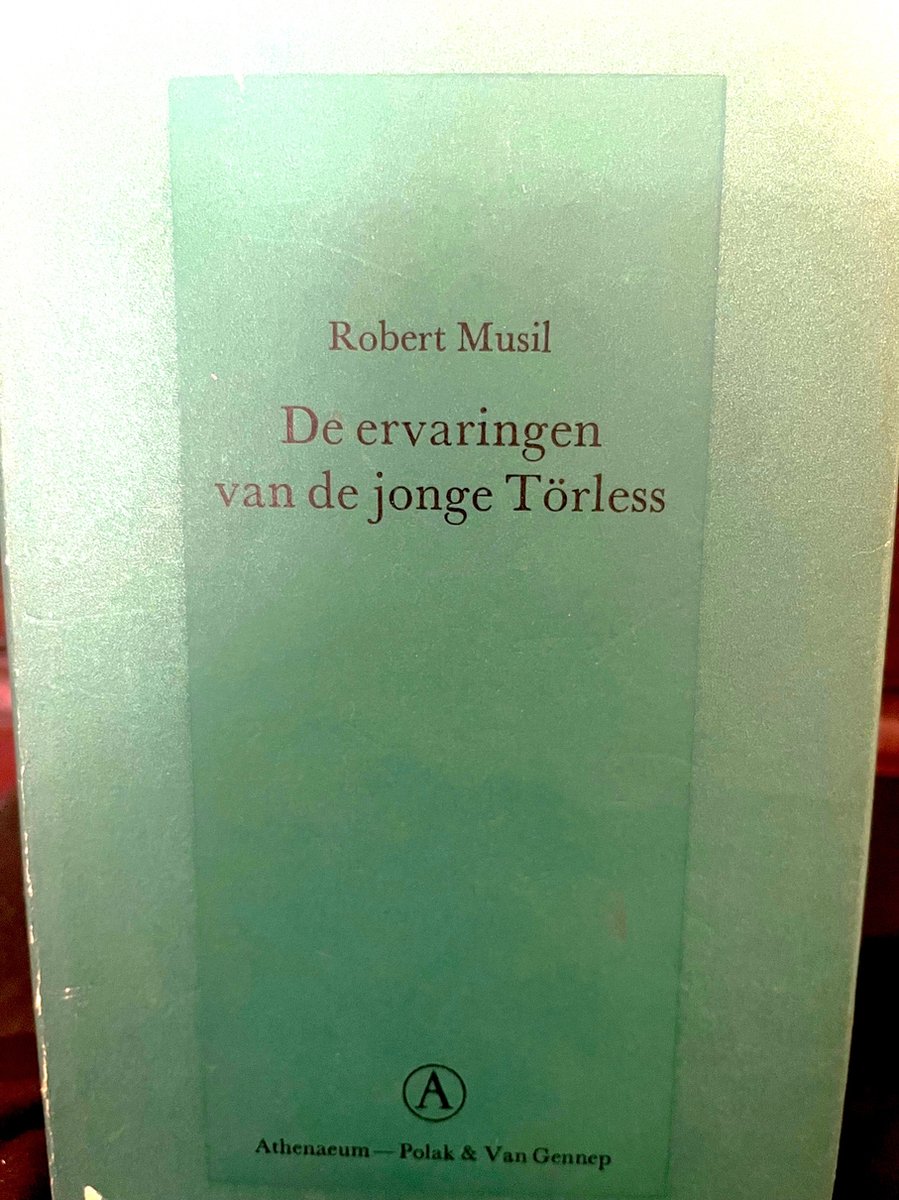 Robert Musil
De ervaringen
van de jonge Törless
A
Athenaeum—Polak & Van Gennep